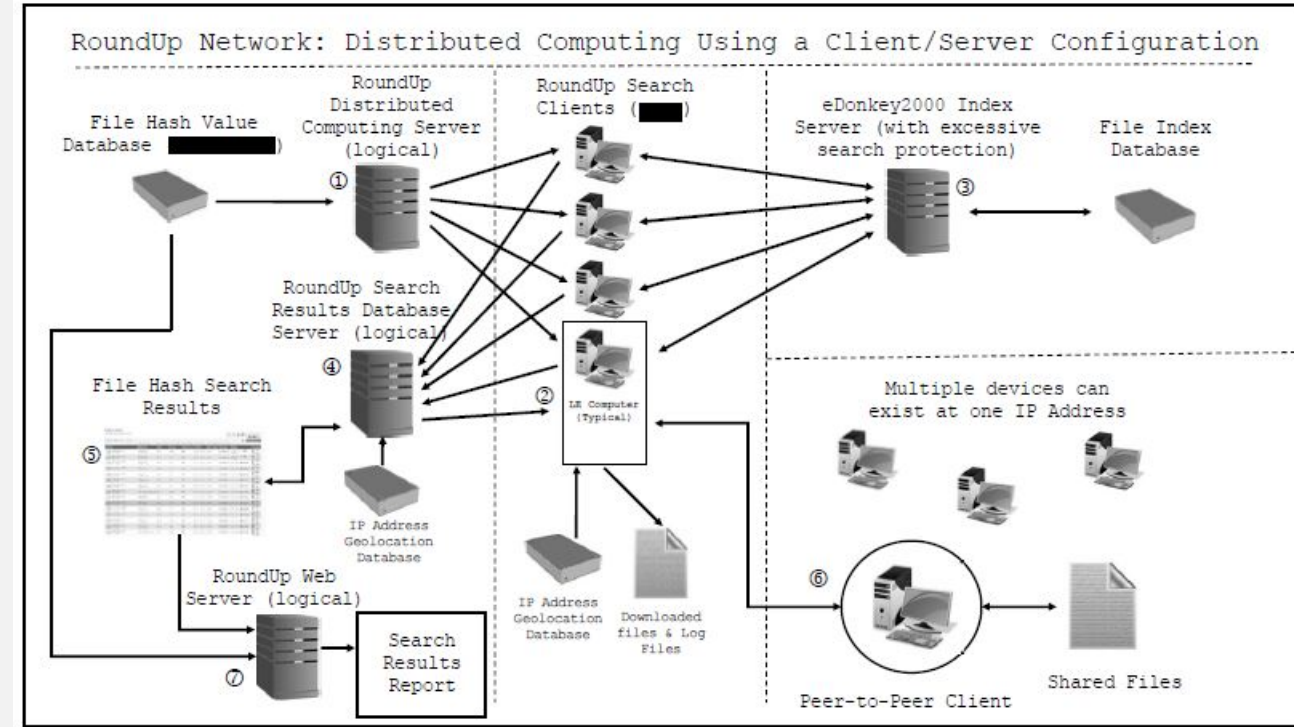 RoundUp Network: Distributed Computing Using a Client/Server Configuration
File Hash Value
Database )
RoundUp
Distributed
Computing Server
(logical)
①
RoundUp Search
Clients ( )
eDonkey2000 Index
Server (with excessive
search protection)
③
File Index
Database
RoundUp Search
Results Database
Server (logical)
④
②
LE Computer
(Typical)
File Hash Search
Results
⑤
IP Address
Geolocation
Database
Multiple devices can
exist at one IP Address
IP Address
Geolocation
Database
Downloaded
files & Log
Files
⑥
Peer-to-Peer Client
Shared Files
RoundUp Web
Server (logical)
⑦
Search
Results
Report